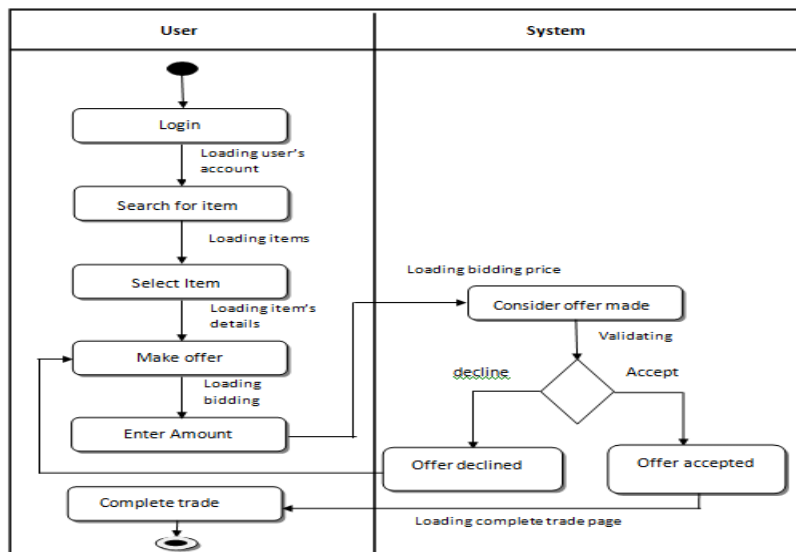 User
System
Login
Loading user's
account
Search for item
Loading items
Select Item
Loading item's
details
Make offer
Loading
bidding
Enter Amount
Loading bidding price
Consider offer made
Validating
decline
Accept
Offer declined
Offer accepted
Complete trade
Loading complete trade page